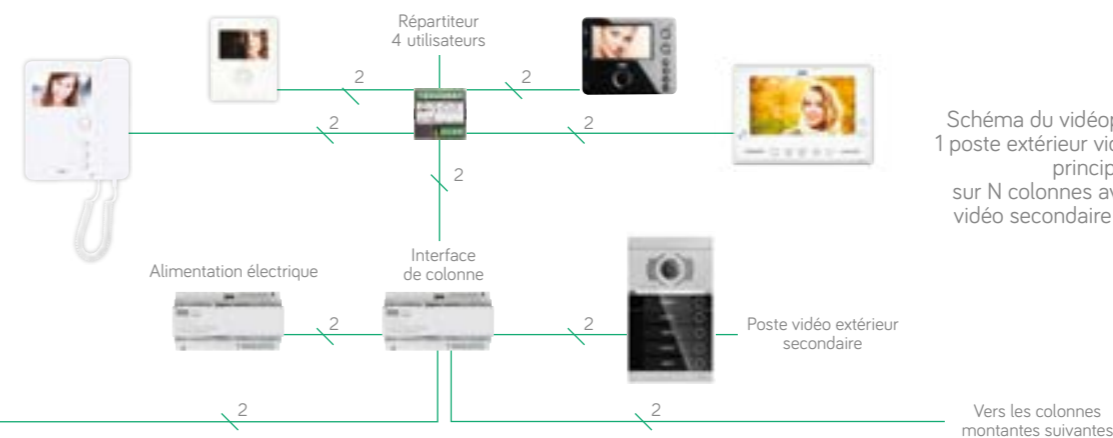 Répartiteur
4 utilisateurs
2
2
2
2
2
Schéma du vidéop
1 poste extérieur vid
princip
sur N colonnes av
vidéo secondaire
Interface
de colonne
Alimentation électrique
2
2
Poste vidéo extérieur
secondaire
2
2
Vers les colonnes
montantes suivantes